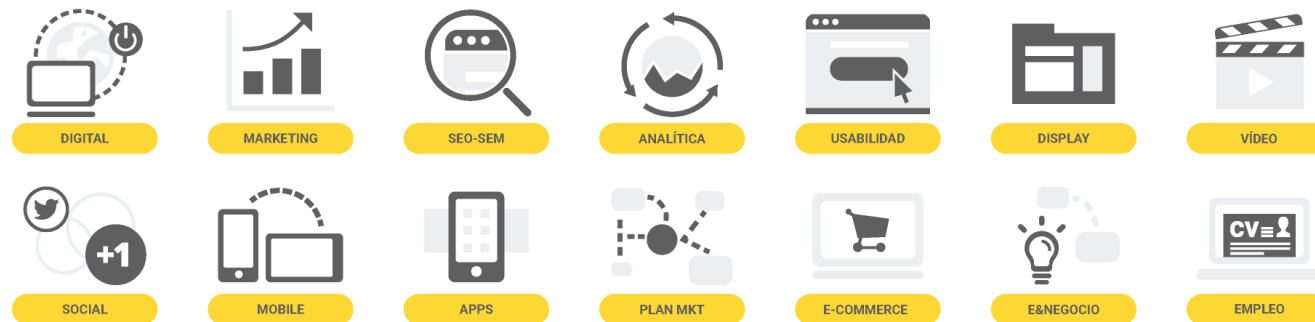 DIGITAL
MARKETING
SEO-SEM
ANALÍTICA
USABILIDAD
DISPLAY
VÍDEO
+1
CV
SOCIAL
MOBILE
APPS
PLAN MKT
E-COMMERCE
E&NEGOCIO
EMPLEO